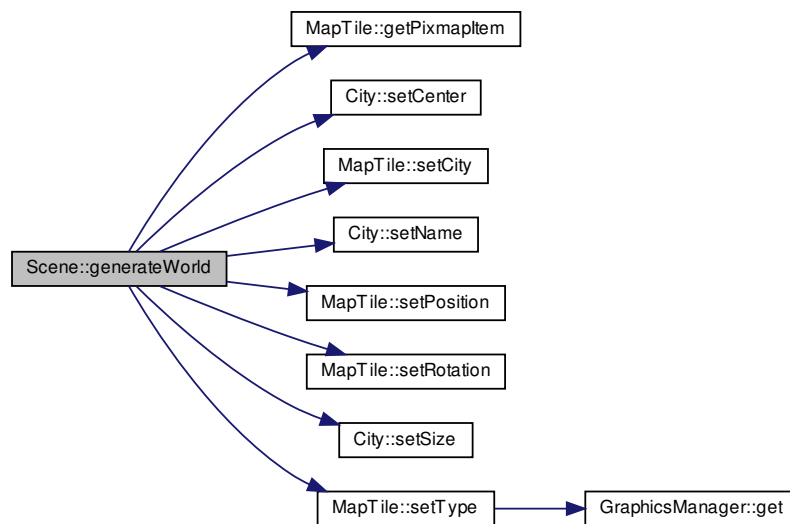 MapTile::getPixmapItem
City::setCenter
MapTile::setCity
City::setName
Scene::generateWorld
MapTile::setPosition
MapTile::setRotation
City::setSize
MapTile::setType
GraphicsManager::get